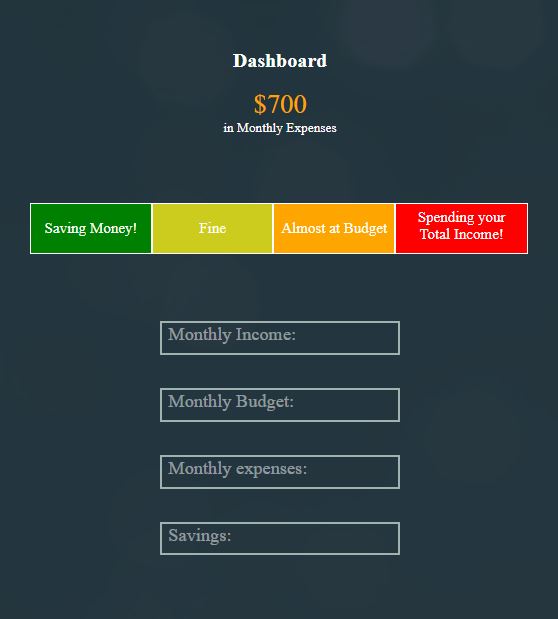 Dashboard
$700
in Monthly Expenses
Saving Money!
Fine
Almost at Budget
Spending your
Total Income!
Monthly Income:
Monthly Budget:
Monthly expenses:
Savings: